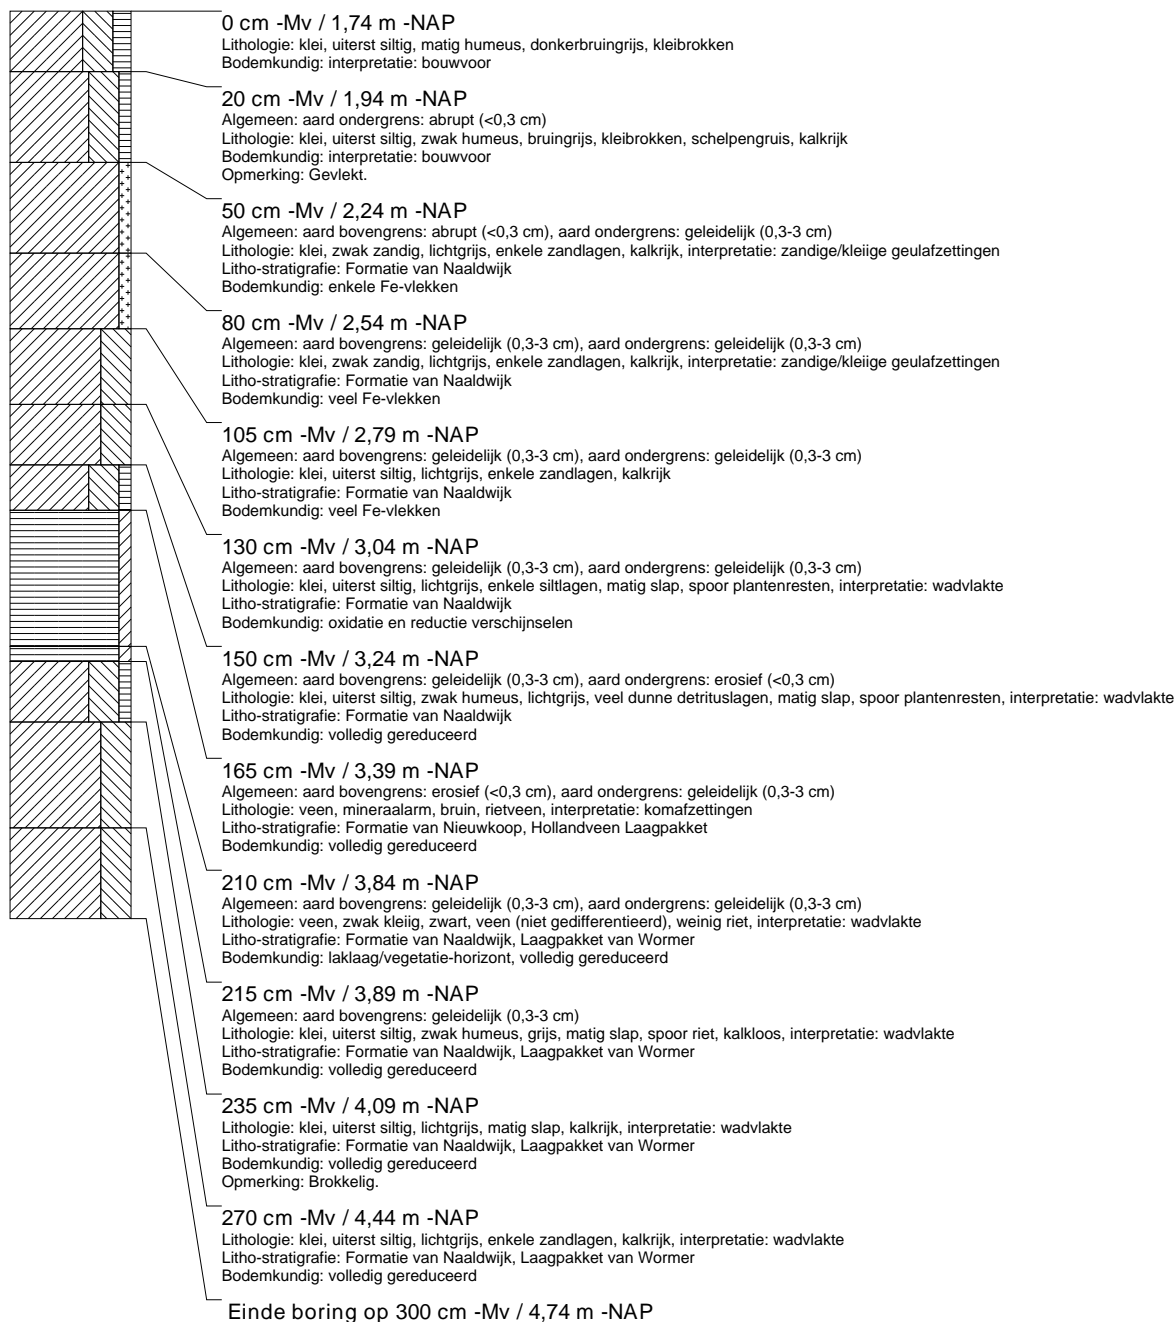 0 cm -Mv / 1,74 m -NAP
Lithologie: klei, uiterst siltig, matig humeus, donkerbruingrijs, kleibrokken
Bodemkundig: interpretatie: bouwvoor
20 cm -Mv / 1,94 m -NAP
Algemeen: aard ondergrens: abrupt (<0,3 cm)
Lithologie: klei, uiterst siltig, zwak humeus, bruingrijs, kleibrokken, schelpengruis, kalkrijk
Bodemkundig: interpretatie: bouwvoor
Opmerking: Gevlekt.
50 cm -Mv / 2,24 m -NAP
Algemeen: aard bovengrens: abrupt (<0,3 cm), aard ondergrens: geleidelijk (0,3-3 cm)
Lithologie: klei, zwak zandig, lichtgrijs, enkele zandlagen, kalkrijk, interpretatie: zandige/kleiige geulafzettingen
Litho-stratigrafie: Formatie van Naaldwijk
Bodemkundig: enkele Fe-vlekken
80 cm -Mv / 2,54 m -NAP
Algemeen: aard bovengrens: geleidelijk (0,3-3 cm), aard ondergrens: geleidelijk (0,3-3 cm)
Lithologie: klei, zwak zandig, lichtgrijs, enkele zandlagen, kalkrijk, interpretatie: zandige/kleiige geulafzettingen
Litho-stratigrafie: Formatie van Naaldwijk
Bodemkundig: veel Fe-vlekken
105 cm -Mv / 2,79 m -NAP
Algemeen: aard bovengrens: geleidelijk (0,3-3 cm), aard ondergrens: geleidelijk (0,3-3 cm)
Lithologie: klei, uiterst siltig, lichtgrijs, enkele zandlagen, kalkrijk
Litho-stratigrafie: Formatie van Naaldwijk
Bodemkundig: veel Fe-vlekken
130 cm -Mv / 3,04 m -NAP
Algemeen: aard bovengrens: geleidelijk (0,3-3 cm), aard ondergrens: geleidelijk (0,3-3 cm)
Lithologie: klei, uiterst siltig, lichtgrijs, enkele siltlagen, matig slap, spoor plantenresten, interpretatie: wadvlakte
Litho-stratigrafie: Formatie van Naaldwijk
Bodemkundig: oxidatie en reductie verschijnselen
150 cm -Mv / 3,24 m -NAP
Algemeen: aard bovengrens: geleidelijk (0,3-3 cm), aard ondergrens: erosief (<0,3 cm)
Lithologie: klei, uiterst siltig, zwak humeus, lichtgrijs, veel dunne detrituslagen, matig slap, spoor plantenresten, interpretatie: wadvlakte
Litho-stratigrafie: Formatie van Naaldwijk
Bodemkundig: volledig gereduceerd
165 cm -Mv / 3,39 m -NAP
Algemeen: aard bovengrens: erosief (<0,3 cm), aard ondergrens: geleidelijk (0,3-3 cm)
Lithologie: veen, mineraalarm, bruin, rietveen, interpretatie: komafzettingen
Litho-stratigrafie: Formatie van Nieuwkoop, Hollandveen Laagpakket
Bodemkundig: volledig gereduceerd
210 cm -Mv / 3,84 m -NAP
Algemeen: aard bovengrens: geleidelijk (0,3-3 cm), aard ondergrens: geleidelijk (0,3-3 cm)
Lithologie: veen, zwak kleiig, zwart, veen (niet gedifferentieerd), weinig riet, interpretatie: wadvlakte
Litho-stratigrafie: Formatie van Naaldwijk, Laagpakket van Wormer
Bodemkundig: laklaag/vegetatie-horizont, volledig gereduceerd
215 cm -Mv / 3,89 m -NAP
Algemeen: aard bovengrens: geleidelijk (0,3-3 cm)
Lithologie: klei, uiterst siltig, zwak humeus, grijs, matig slap, spoor riet, kalkloos, interpretatie: wadvlakte
Litho-stratigrafie: Formatie van Naaldwijk, Laagpakket van Wormer
Bodemkundig: volledig gereduceerd
235 cm -Mv / 4,09 m -NAP
Lithologie: klei, uiterst siltig, lichtgrijs, matig slap, kalkrijk, interpretatie: wadvlakte
Litho-stratigrafie: Formatie van Naaldwijk, Laagpakket van Wormer
Bodemkundig: volledig gereduceerd
Opmerking: Brokkelig.
270 cm -Mv / 4,44 m -NAP
Lithologie: klei, uiterst siltig, lichtgrijs, enkele zandlagen, kalkrijk, interpretatie: wadvlakte
Litho-stratigrafie: Formatie van Naaldwijk, Laagpakket van Wormer
Bodemkundig: volledig gereduceerd
Einde boring op 300 cm -Mv / 4,74 m -NAP